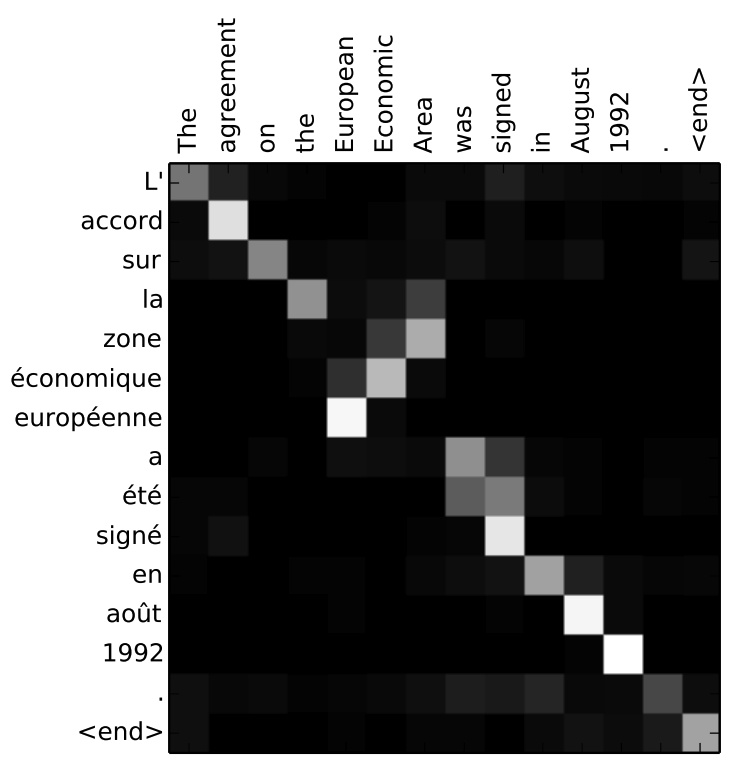 The agreement on the European Economic Area was signed in August 1992 . <end>
L'
accord
sur
la
zone
économique
européenne
a
été
signé
en
août
1992
.
<end>